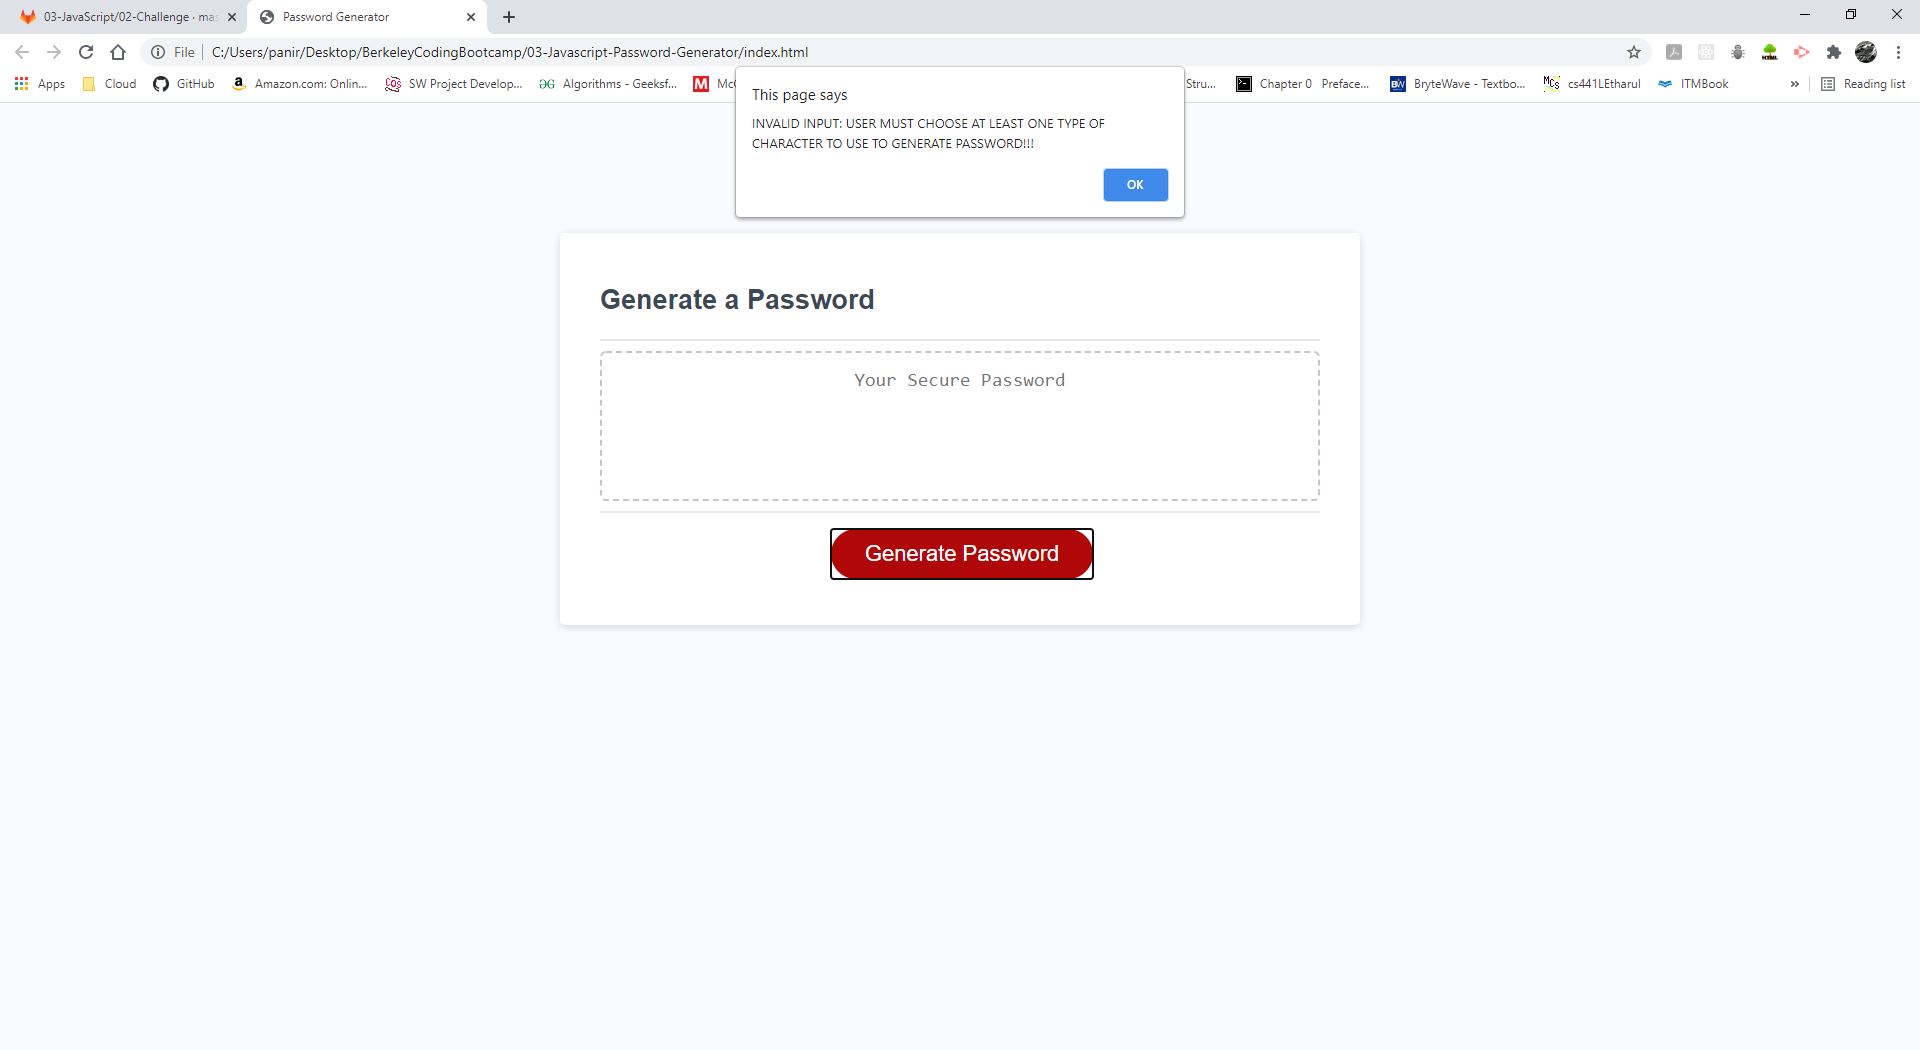 03-JavaScript/02-Challenge · mas
Password Generator
File
C:/Users/panir/Desktop/BerkeleyCodingBootcamp/03-Javascript-Password-Generator/index.html
Apps
Cloud
GitHub
Amazon.com: Onlin...
SW Project Develop...
Algorithms - Geeksf...
Stru...
Chapter 0 Preface...
BryteWave - Textbo...
cs441LEtharul
ITMBook
»
Reading list
This page says
INVALID INPUT: USER MUST CHOOSE AT LEAST ONE TYPE OF
CHARACTER TO USE TO GENERATE PASSWORD!!!
OK
Generate a Password
Your Secure Password
Generate Password